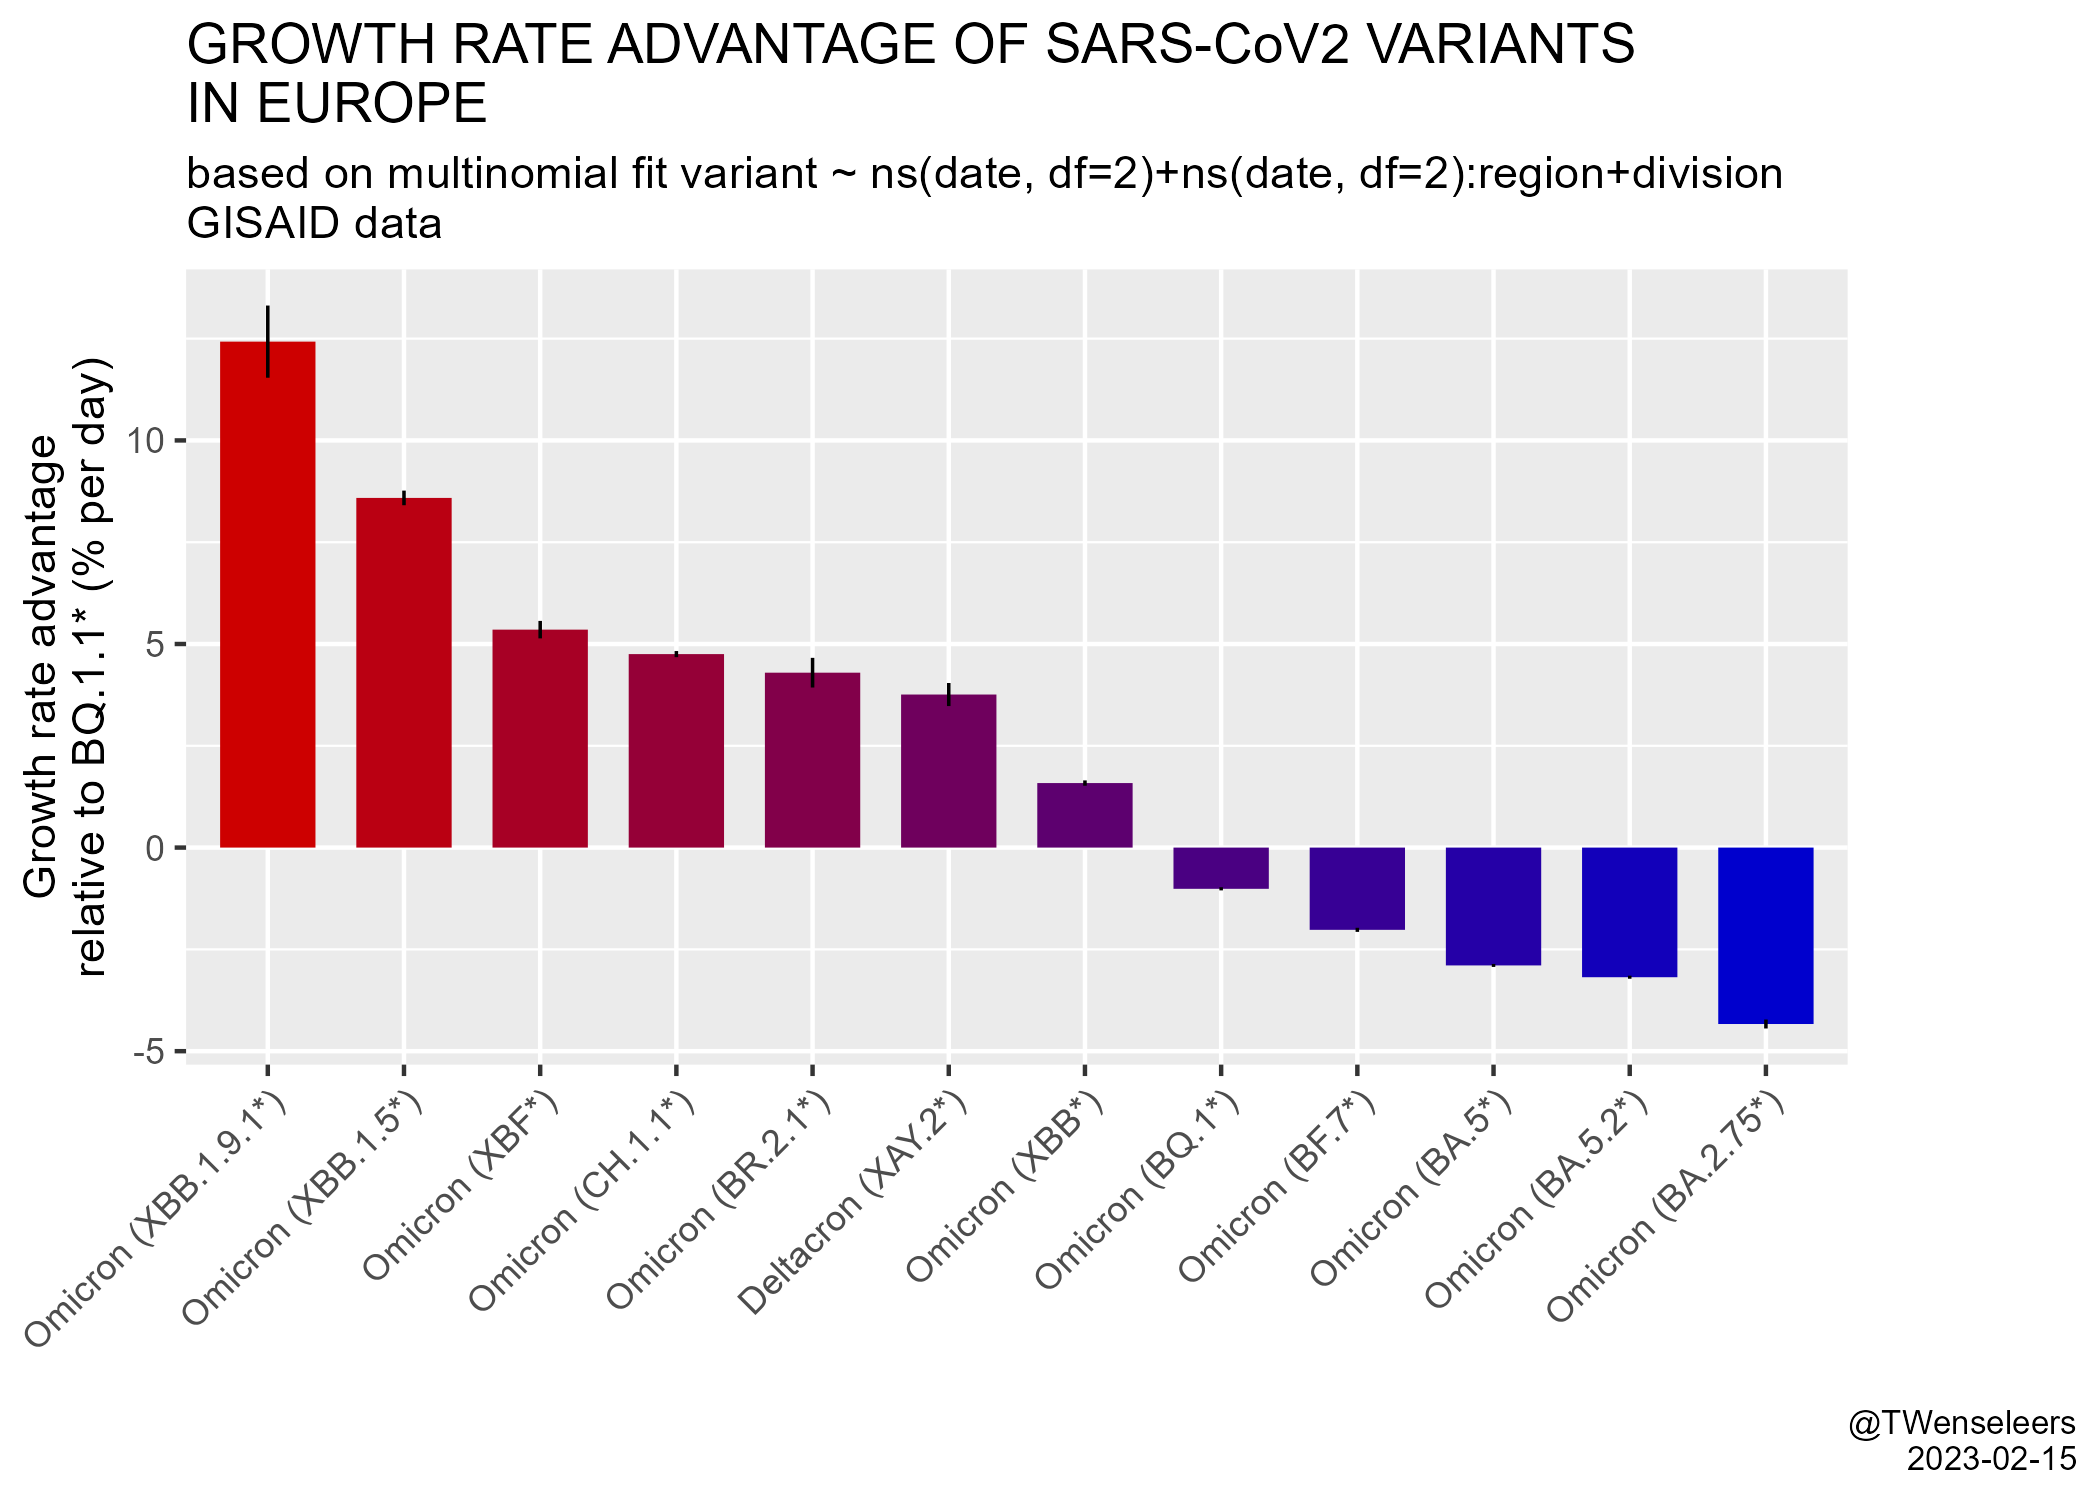 GROWTH RATE ADVANTAGE OF SARS-CoV2 VARIANTS
IN EUROPE
based on multinomial fit variant ~ ns(date, df=2)+ns(date, df=2):region+division
GISAID data
Growth rate advantage
relative to BQ.1.1* (% per day)
10
5
0
-5
Omicron (XBB.1.9.1*)
Omicron (XBB.1.5*)
Omicron (XBF*)
Omicron (CH.1.1*)
Omicron (BR.2.1*)
Deltacron (XAY.2*)
Omicron (XBB*)
Omicron (BQ.1*)
Omicron (BF.7*)
Omicron (BA.5*)
Omicron (BA.5.2*)
Omicron (BA.2.75*)
@TWenseleers
2023-02-15